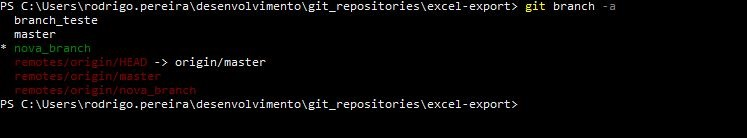 PS C:\Users\rodrigo.pereira\desenvolvimento\git_repositories\excel-export> git branch -a
branch_teste
master
* nova_branch
remotes/origin/HEAD -> origin/master
remotes/origin/master
remotes/origin/nova_branch
PS C:\Users\rodrigo.pereira\desenvolvimento\git_repositories\excel-export>